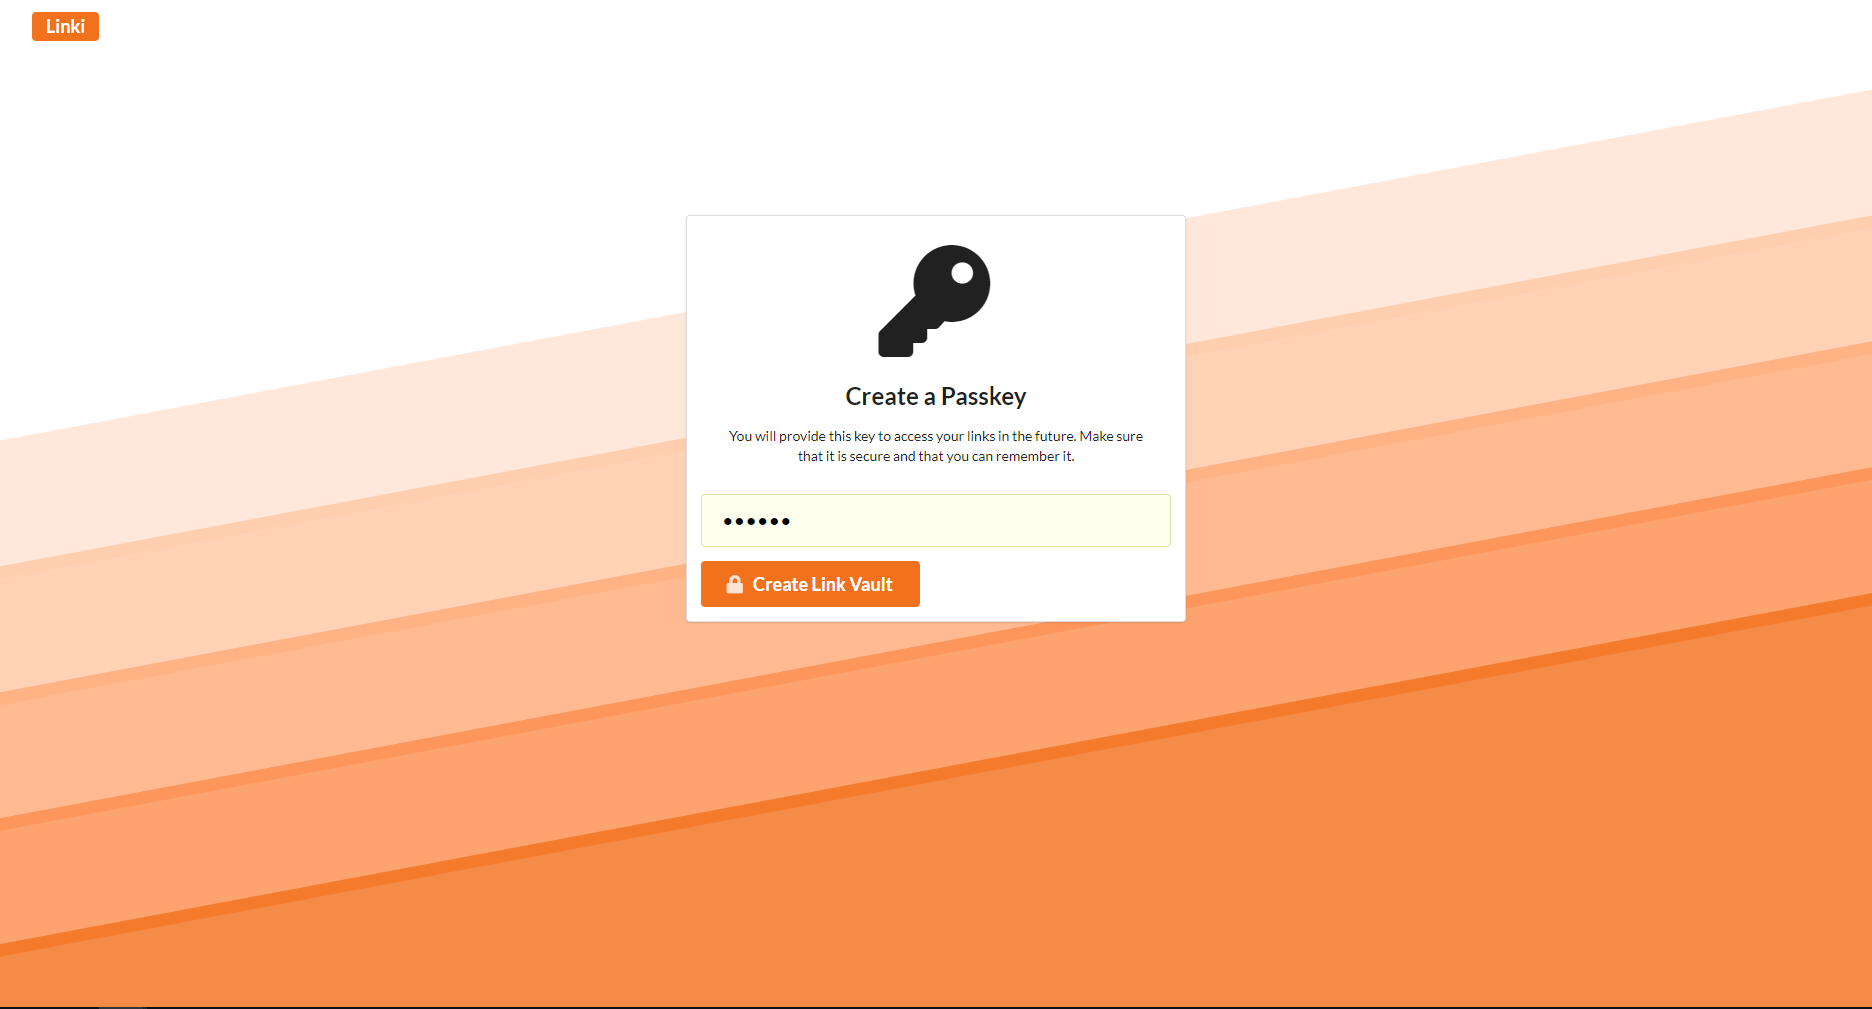 Linki
Create a Passkey
You will provide this key to access your links in the future. Make sure
that it is secure and that you can remember it.
••••••
Create Link Vault